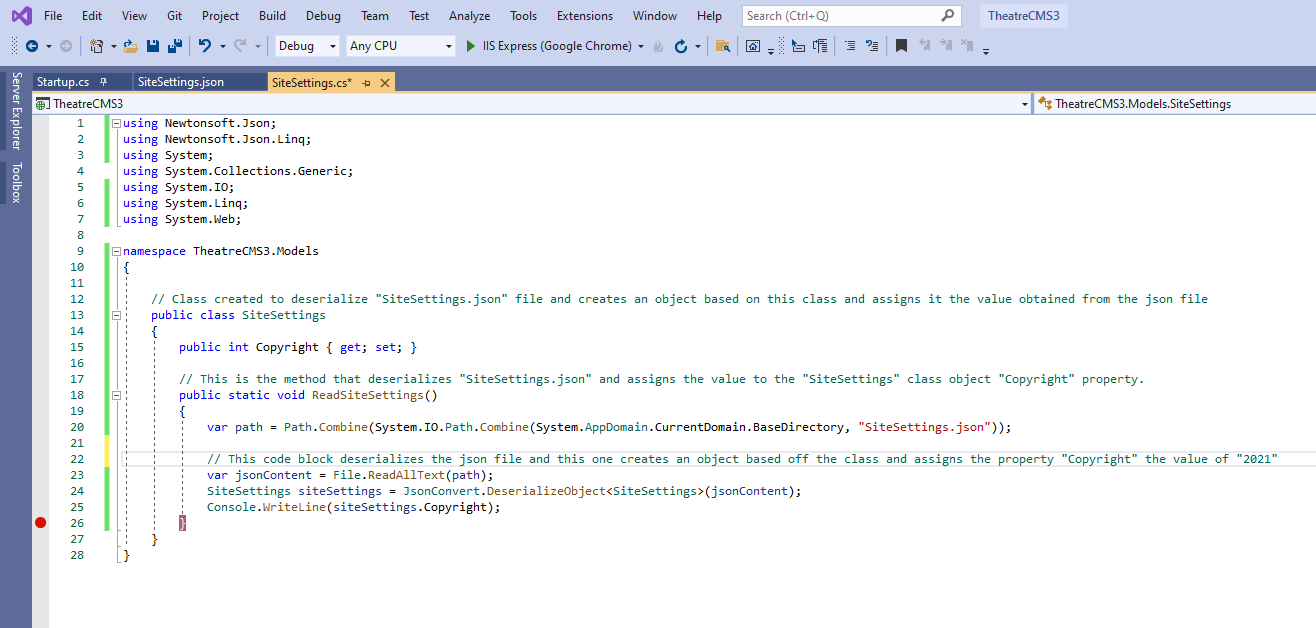 File Edit View Git Project Build Debug Team Test Analyze Tools Extensions Window Help Search (Ctrl+Q) TheatreCMS3
Debug Any CPU IIS Express (Google Chrome)
Server Explorer
Toolbox
Startup.cs SiteSettings.json SiteSettings.cs*
TheatreCMS3 TheatreCMS3.Models.SiteSettings
1 using Newtonsoft.Json;
2 using Newtonsoft.Json.Linq;
3 using System;
4 using System.Collections.Generic;
5 using System.IO;
6 using System.Linq;
7 using System.Web;
8
9 namespace TheatreCMS3.Models
10 {
11
12 // Class created to deserialize "SiteSettings.json" file and creates an object based on this class and assigns it the value obtained from the json file
13 public class SiteSettings
14 {
15 public int Copyright { get; set; }
16
17 // This is the method that deserializes "SiteSettings.json" and assigns the value to the "SiteSettings" class object "Copyright" property.
18 public static void ReadSiteSettings()
19 {
20 var path = Path.Combine(System.IO.Path.Combine(System.AppDomain.CurrentDomain.BaseDirectory, "SiteSettings.json"));
21
22 // This code block deserializes the json file and this one creates an object based off the class and assigns the property "Copyright" the value of "2021"
23 var jsonContent = File.ReadAllText(path);
24 SiteSettings siteSettings = JsonConvert.DeserializeObject<SiteSettings>(jsonContent);
25 Console.WriteLine(siteSettings.Copyright);
26 }
27 }
28 }